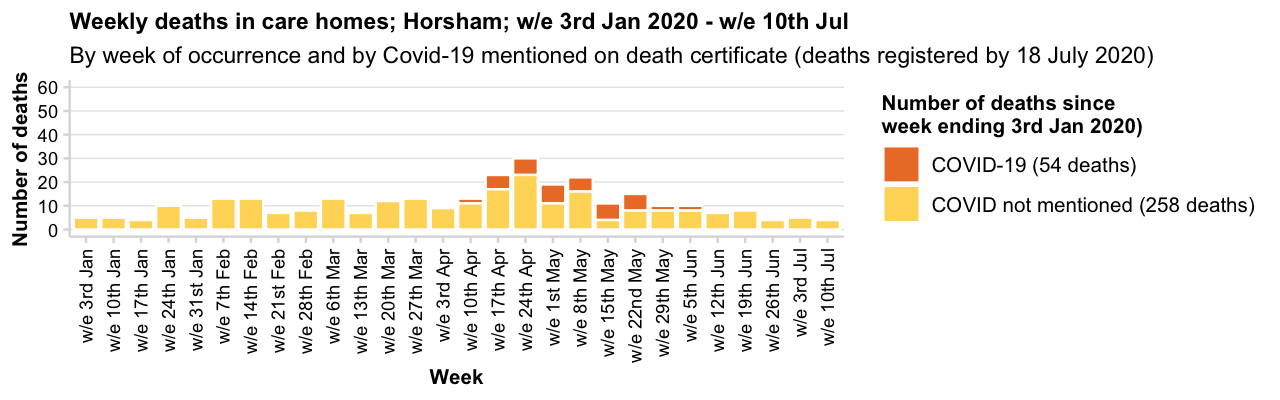 Weekly deaths in care homes; Horsham; w/e 3rd Jan 2020 - w/e 10th Jul
By week of occurrence and by Covid-19 mentioned on death certificate (deaths registered by 18 July 2020)
Number of deaths
60
50
40
30
20
10
0
w/e 3rd Jan
w/e 10th Jan
w/e 17th Jan
w/e 24th Jan
w/e 31st Jan
w/e 7th Feb
w/e 14th Feb
w/e 21st Feb
w/e 28th Feb
w/e 6th Mar
w/e 13th Mar
w/e 20th Mar
w/e 27th Mar
w/e 3rd Apr
w/e 10th Apr
w/e 17th Apr
w/e 24th Apr
w/e 1st May
w/e 8th May
w/e 15th May
w/e 22nd May
w/e 29th May
w/e 5th Jun
w/e 12th Jun
w/e 19th Jun
w/e 26th Jun
w/e 3rd Jul
w/e 10th Jul
Week
Number of deaths since
week ending 3rd Jan 2020)
COVID-19 (54 deaths)
COVID not mentioned (258 deaths)